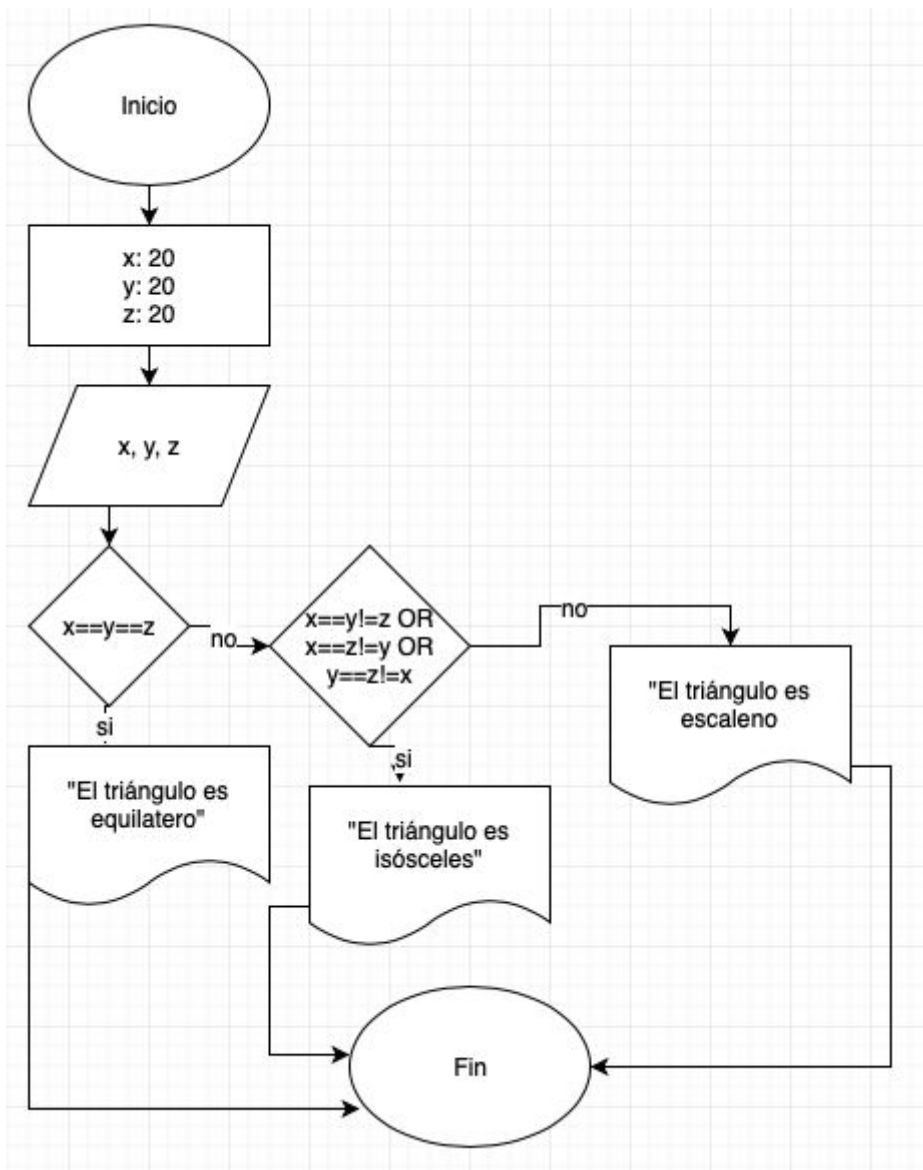 Inicio
x: 20
y: 20
z: 20
x, y, z
x==y==z
no
x==y!=z OR
x==z!=y OR
y==z!=x
no
"El triángulo es
escaleno
si
"El triángulo es
equilatero"
si
"El triángulo es
isósceles"
Fin